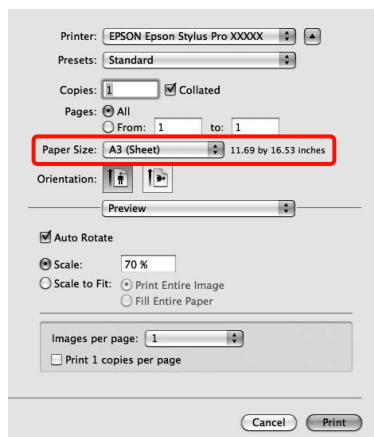 Printer: EPSON Epson Stylus Pro XXXXX
Presets: Standard
Copies: 1 Collated
Pages: All
From: 1 to: 1
Paper Size: A3 (Sheet) 11.69 by 16.53 inches
Orientation:
Preview
Auto Rotate
Scale: 70 %
Scale to Fit: Print Entire Image
Fill Entire Paper
Images per page: 1
Print 1 copies per page
Cancel Print